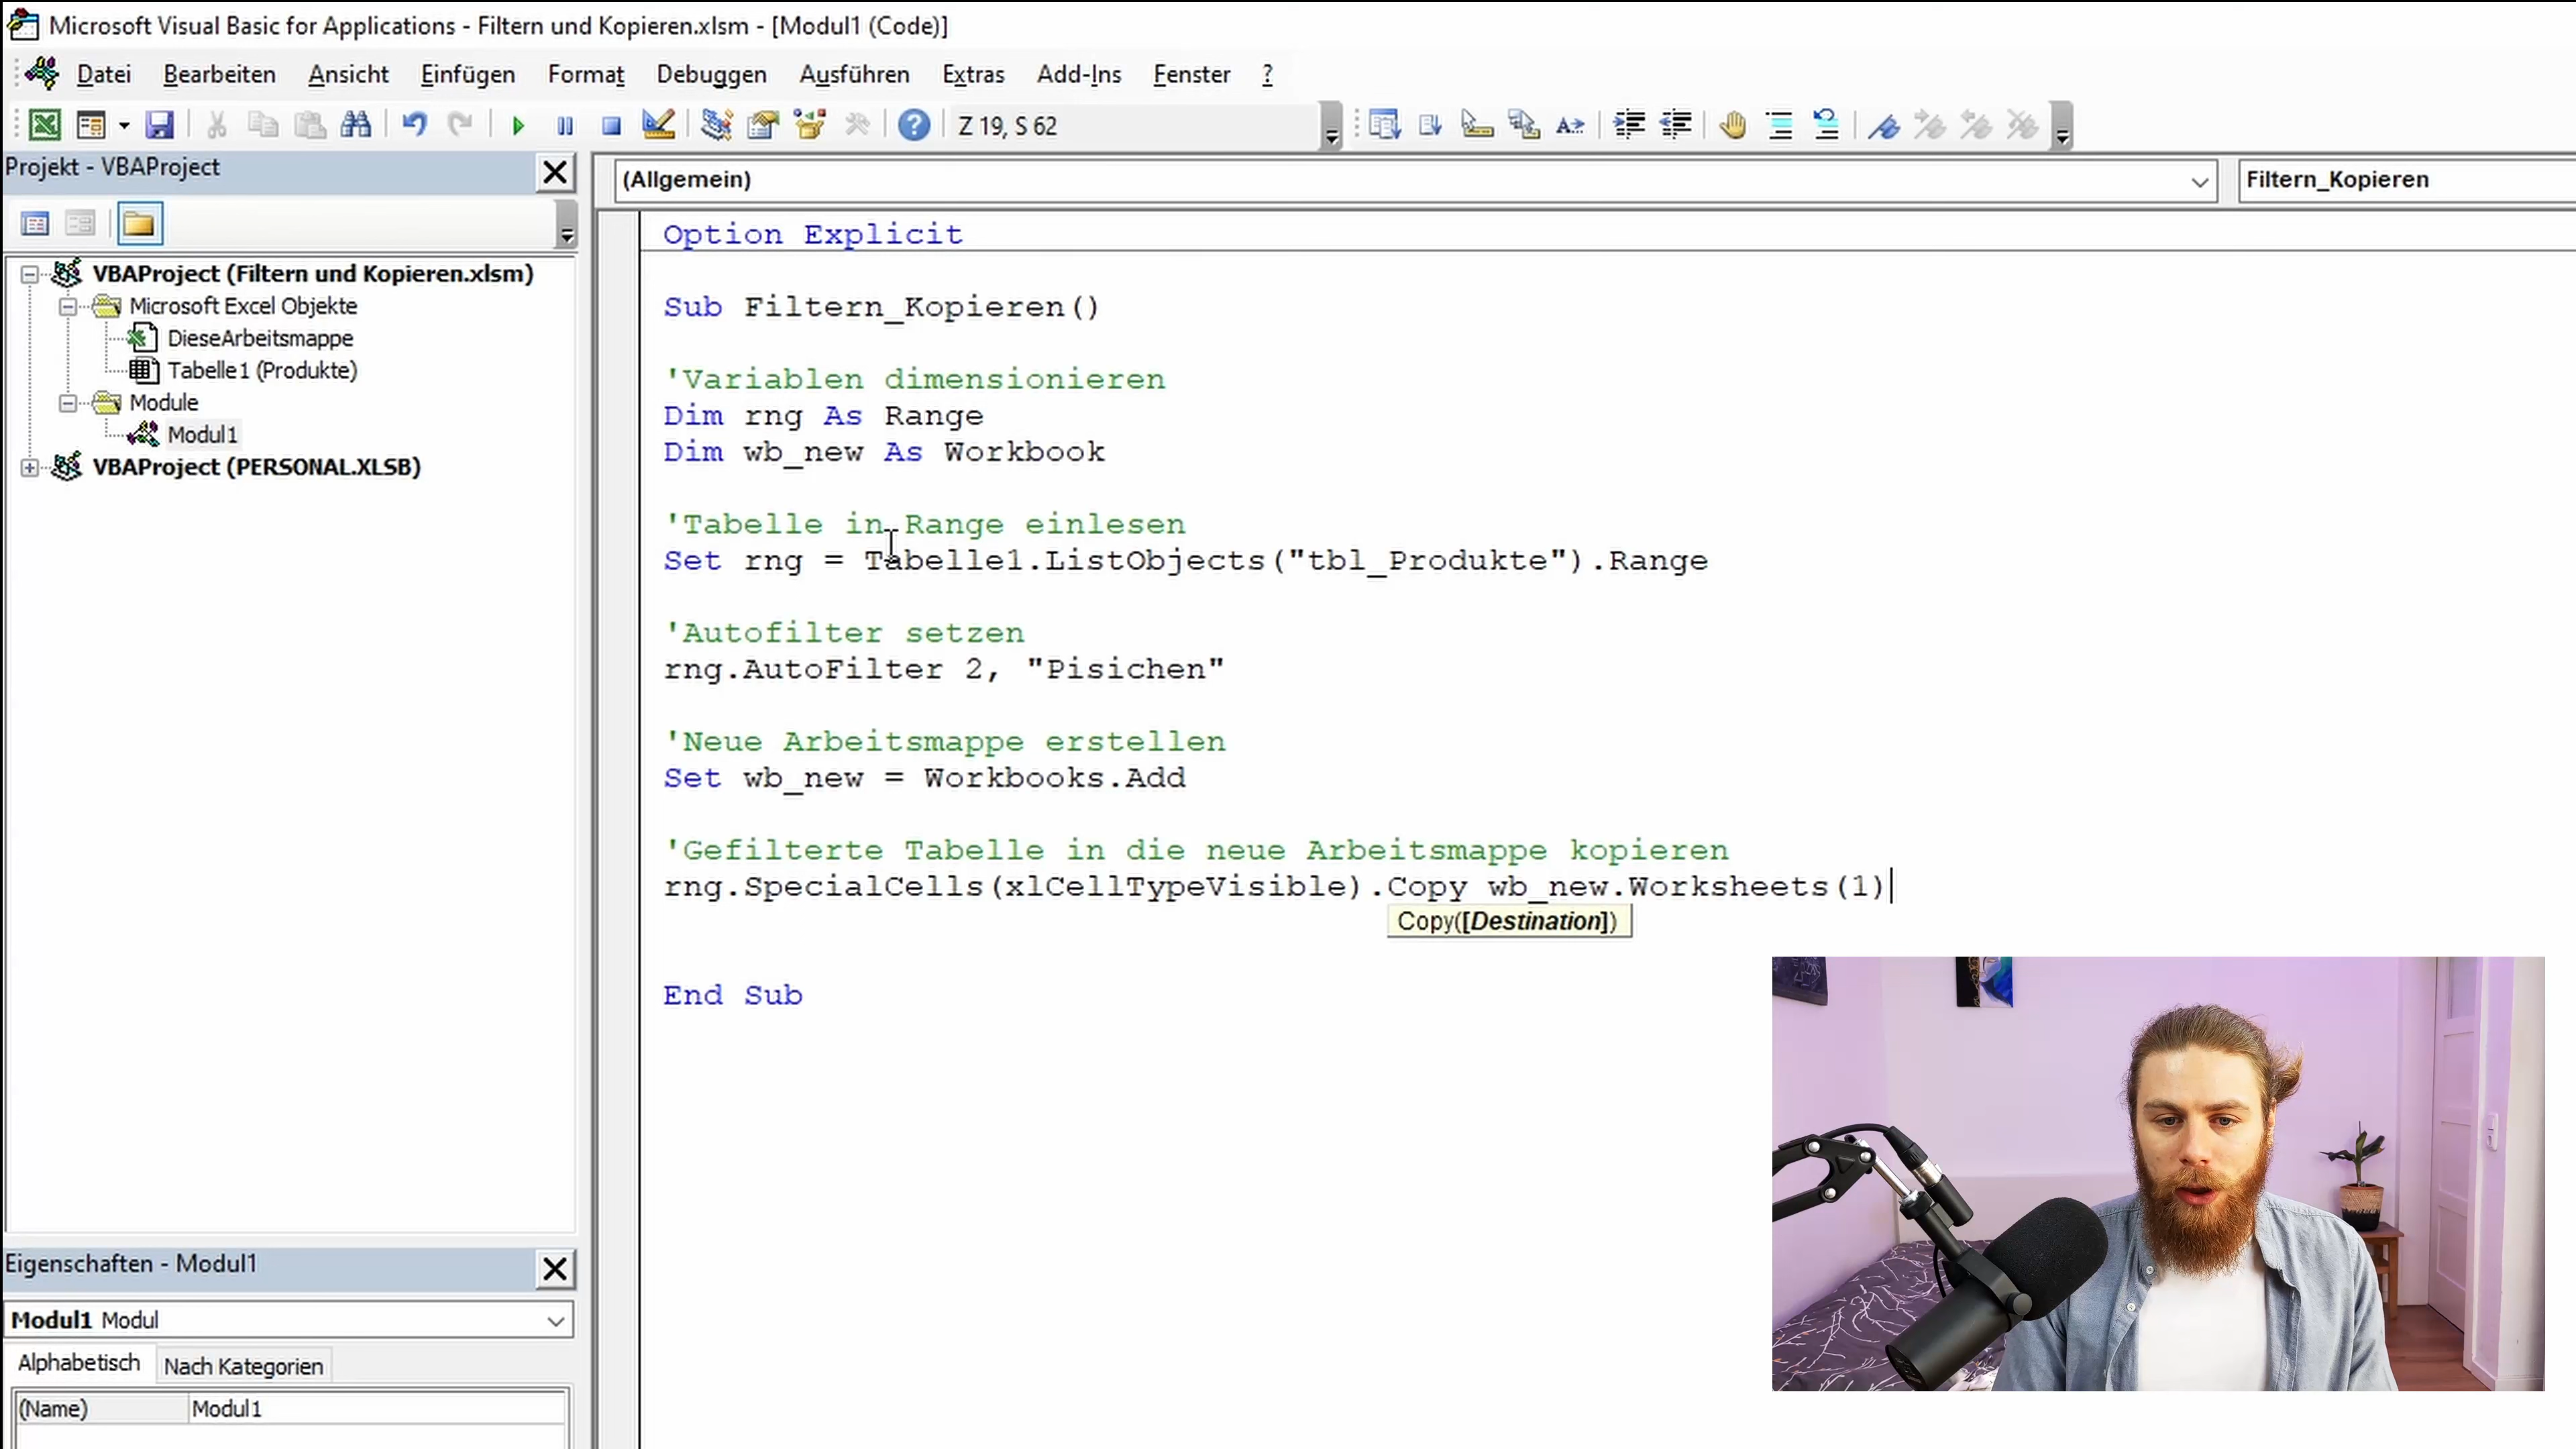 Microsoft Visual Basic for Applications - Filtern und Kopieren.xlsm - [Modul1 (Code)]
Datei Bearbeiten Ansicht Einfügen Format Debuggen Ausführen Extras Add-Ins Fenster ?
Z 19, S 62
Projekt - VBAProject
VBAProject (Filtern und Kopieren.xlsm)
Microsoft Excel Objekte
DieseArbeitsmappe
Tabelle1 (Produkte)
Module
Modul1
VBAProject (PERSONAL.XLSB)
Eigenschaften - Modul1
Modul1 Modul
Alphabetisch Nach Kategorien
(Name) Modul1
(Allgemein) Filtern_Kopieren
Option Explicit
Sub Filtern_Kopieren()
'Variablen dimensionieren
Dim rng As Range
Dim wb_new As Workbook
'Tabelle in Range einlesen
Set rng = Tabelle1.ListObjects("tbl_Produkte").Range
'Autofilter setzen
rng.AutoFilter 2, "Pisichen"
'Neue Arbeitsmappe erstellen
Set wb_new = Workbooks.Add
'Gefilterte Tabelle in die neue Arbeitsmappe kopieren
rng.SpecialCells(xlCellTypeVisible).Copy wb_new.Worksheets(1)
Copy([Destination])
End Sub